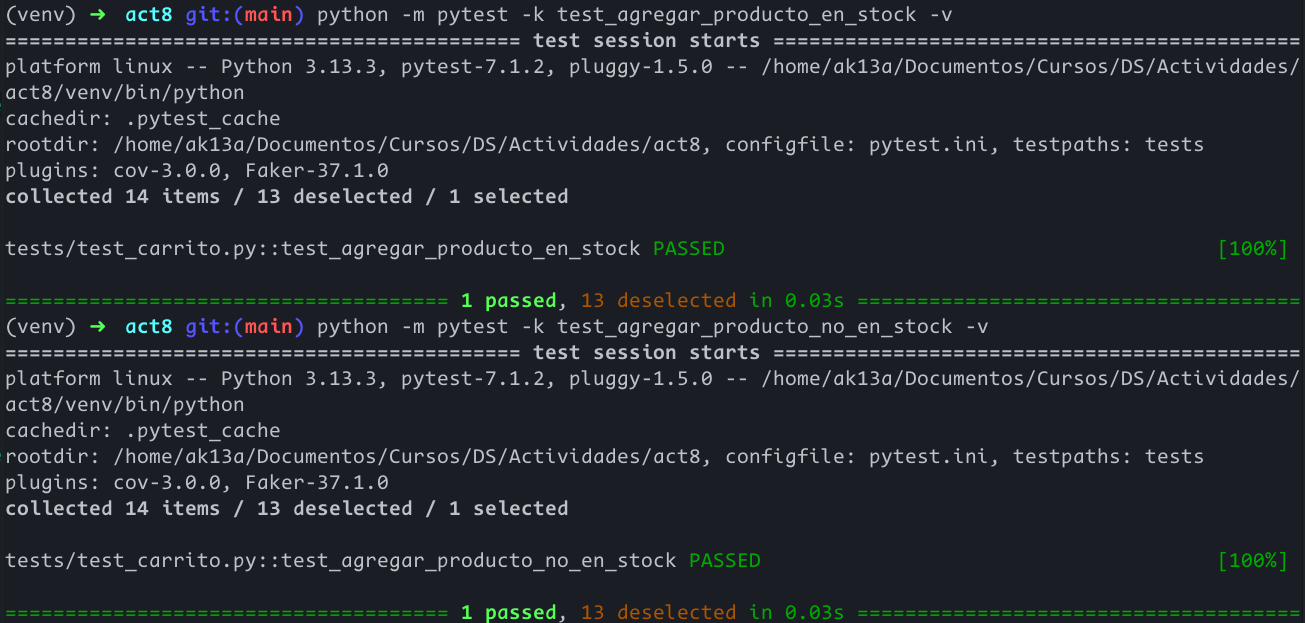 (venv) ➜  act8 git:(main) python -m pytest -k test_agregar_producto_en_stock -v
=========================================== test session starts ============================================
platform linux -- Python 3.13.3, pytest-7.1.2, pluggy-1.5.0 -- /home/ak13a/Documentos/Cursos/DS/Actividades/
act8/venv/bin/python
cachedir: .pytest_cache
rootdir: /home/ak13a/Documentos/Cursos/DS/Actividades/act8, configfile: pytest.ini, testpaths: tests
plugins: cov-3.0.0, Faker-37.1.0
collected 14 items / 13 deselected / 1 selected

tests/test_carrito.py::test_agregar_producto_en_stock PASSED                                         [100%]

===================================== 1 passed, 13 deselected in 0.03s =====================================
(venv) ➜  act8 git:(main) python -m pytest -k test_agregar_producto_no_en_stock -v
=========================================== test session starts ============================================
platform linux -- Python 3.13.3, pytest-7.1.2, pluggy-1.5.0 -- /home/ak13a/Documentos/Cursos/DS/Actividades/
act8/venv/bin/python
cachedir: .pytest_cache
rootdir: /home/ak13a/Documentos/Cursos/DS/Actividades/act8, configfile: pytest.ini, testpaths: tests
plugins: cov-3.0.0, Faker-37.1.0
collected 14 items / 13 deselected / 1 selected

tests/test_carrito.py::test_agregar_producto_no_en_stock PASSED                                      [100%]

===================================== 1 passed, 13 deselected in 0.03s =====================================